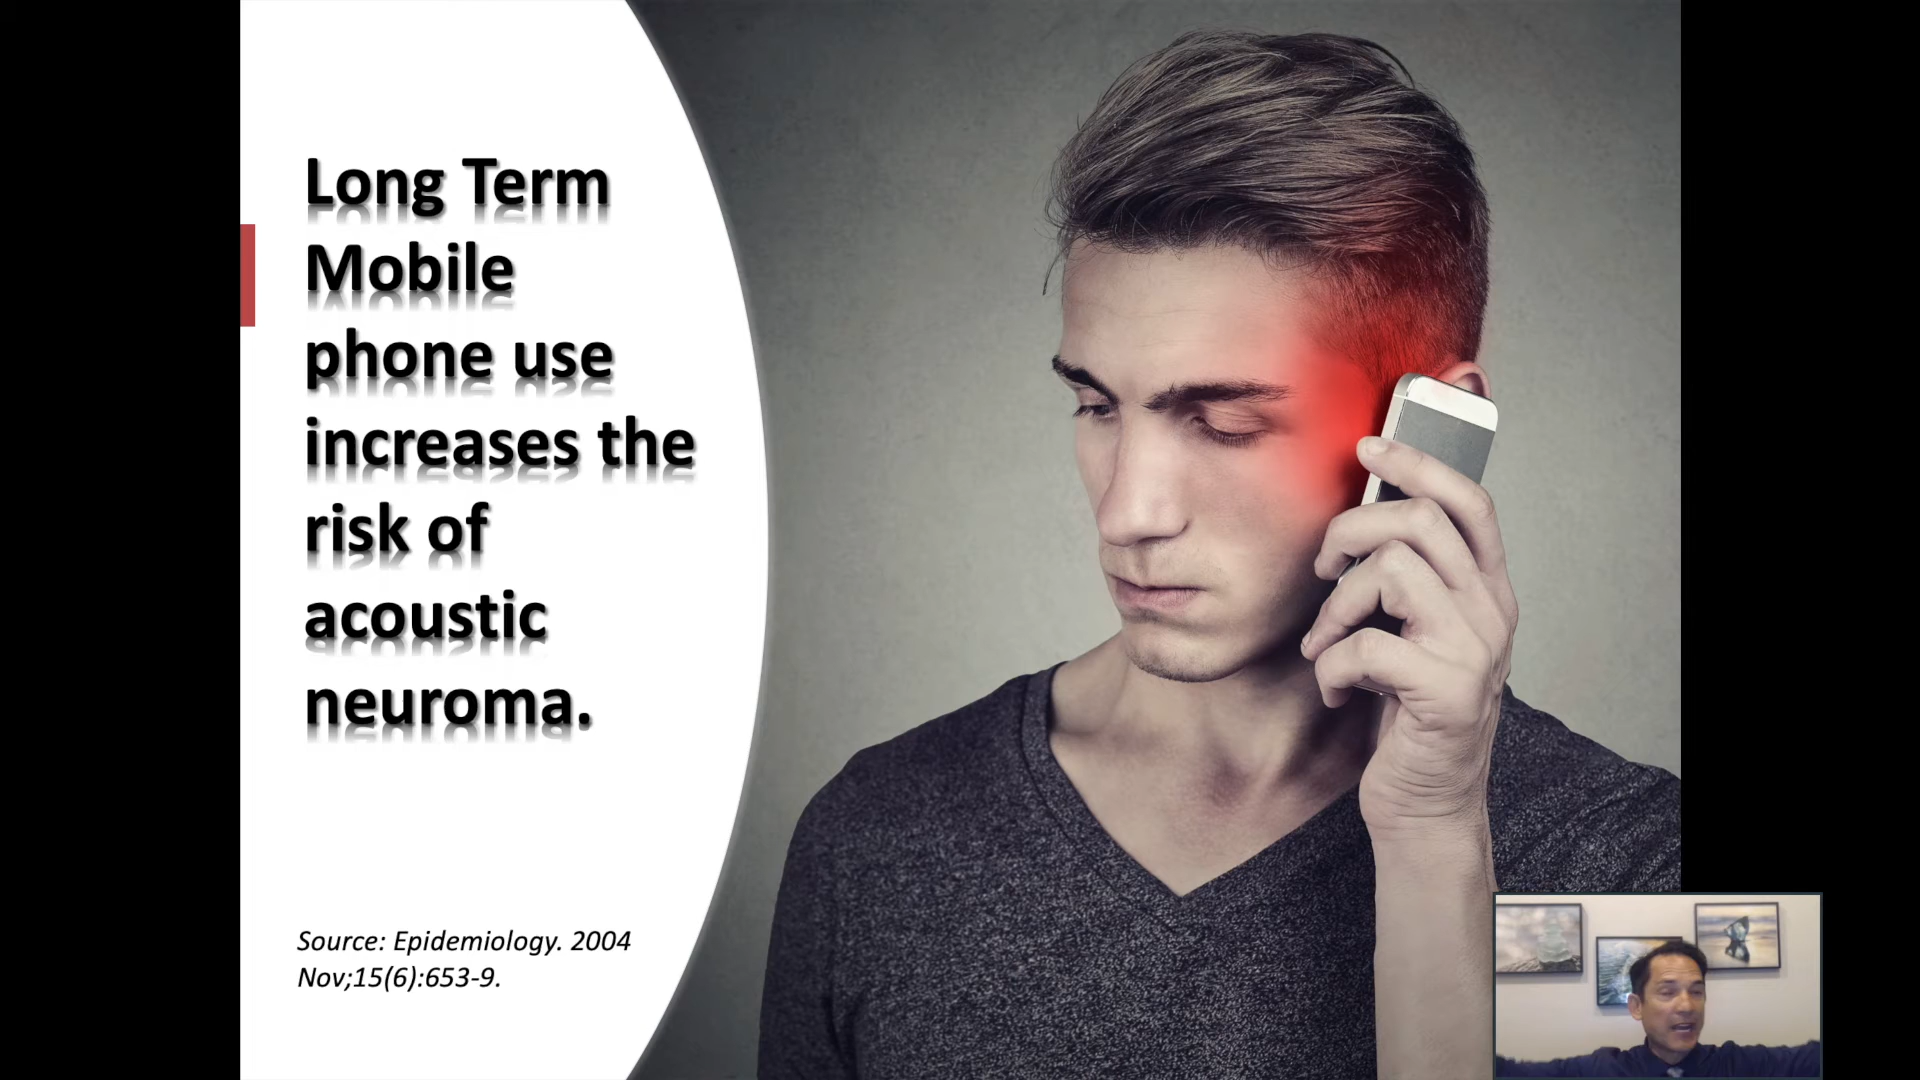 Long Term
Mobile
phone use
increases the
risk of
acoustic
neuroma.
Source: Epidemiology. 2004
Nov;15(6):653-9.